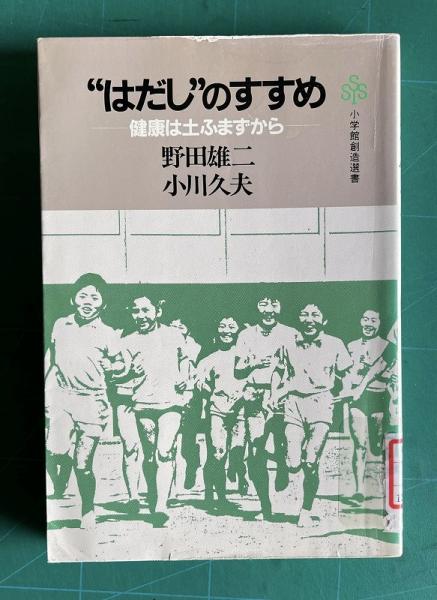 “はだし”のすすめ
健康は土ふまずから
野田雄二
小川久夫
SSS
小学館創造選書